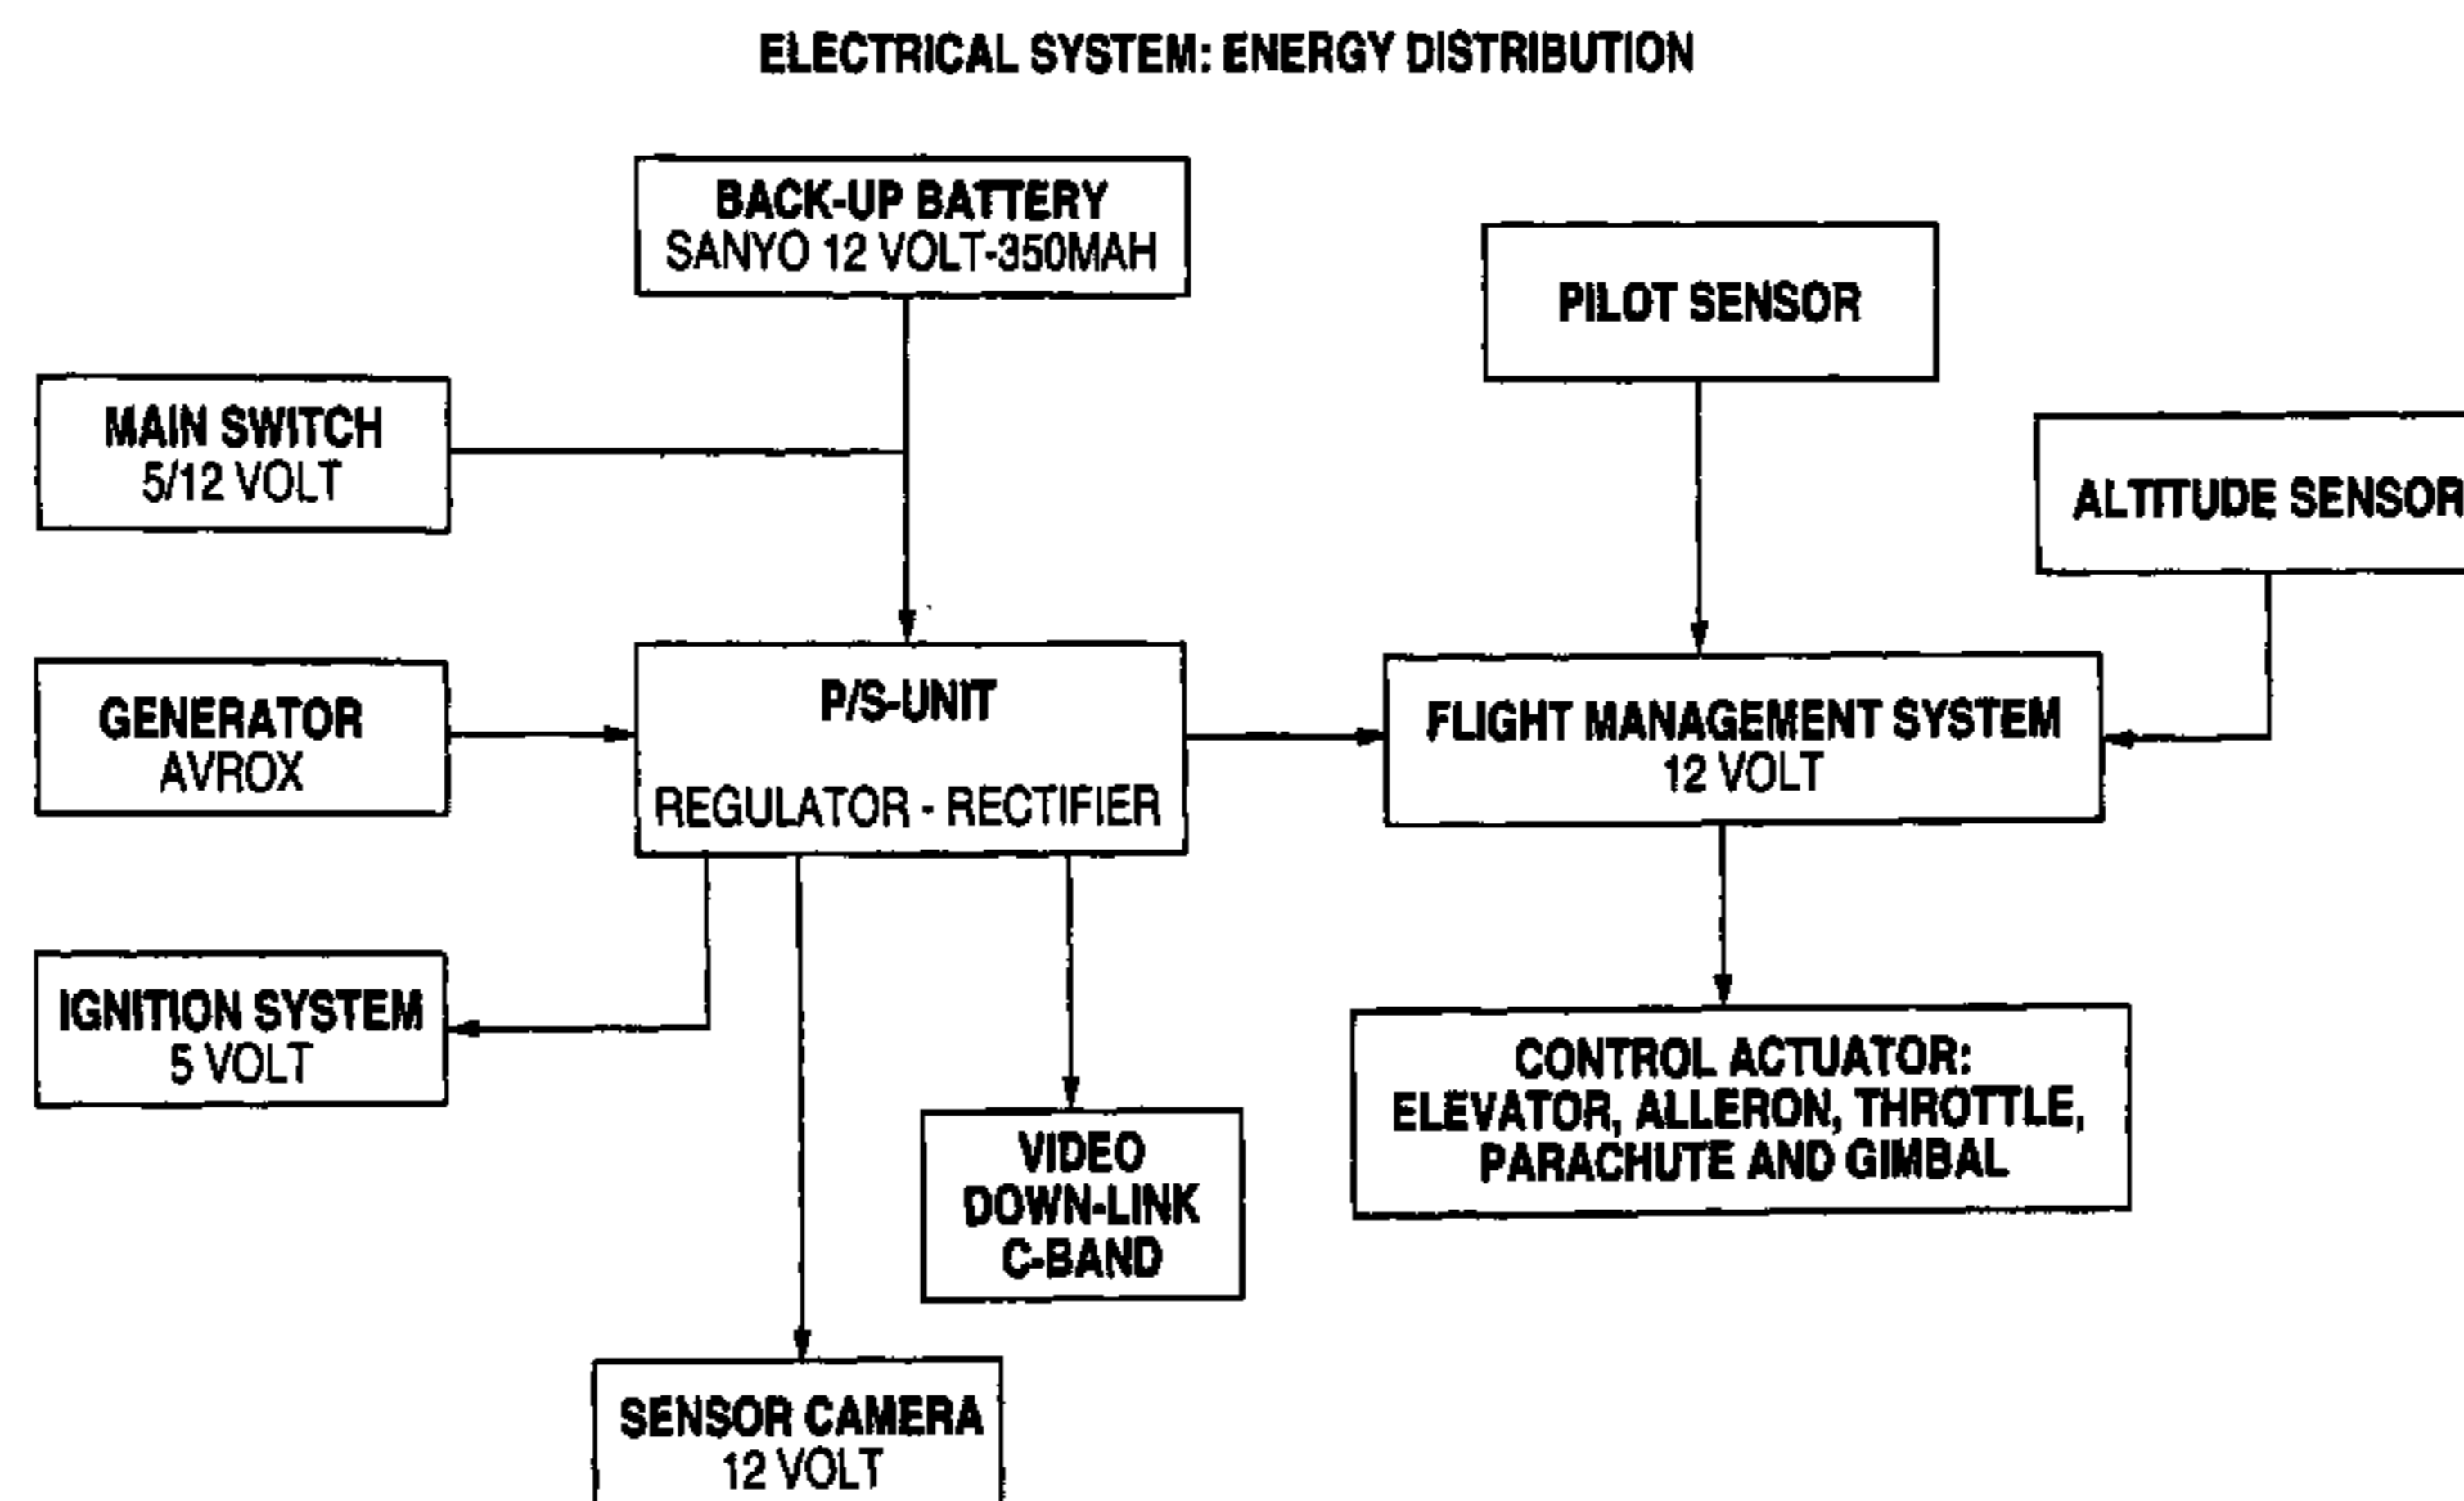 ELECTRICAL SYSTEM: ENERGY DISTRIBUTION
BACK-UP BATTERY
SANYO 12 VOLT-350MAH
PILOT SENSOR
MAIN SWITCH
5/12 VOLT
ALTITUDE SENSOR
GENERATOR
AVROX
P/S-UNIT
REGULATOR - RECTIFIER
FLIGHT MANAGEMENT SYSTEM
12 VOLT
IGNITION SYSTEM
5 VOLT
CONTROL ACTUATOR:
ELEVATOR, ALLERON, THROTTLE,
PARACHUTE AND GIMBAL
VIDEO
DOWN-LINK
C-BAND
SENSOR CAMERA
12 VOLT